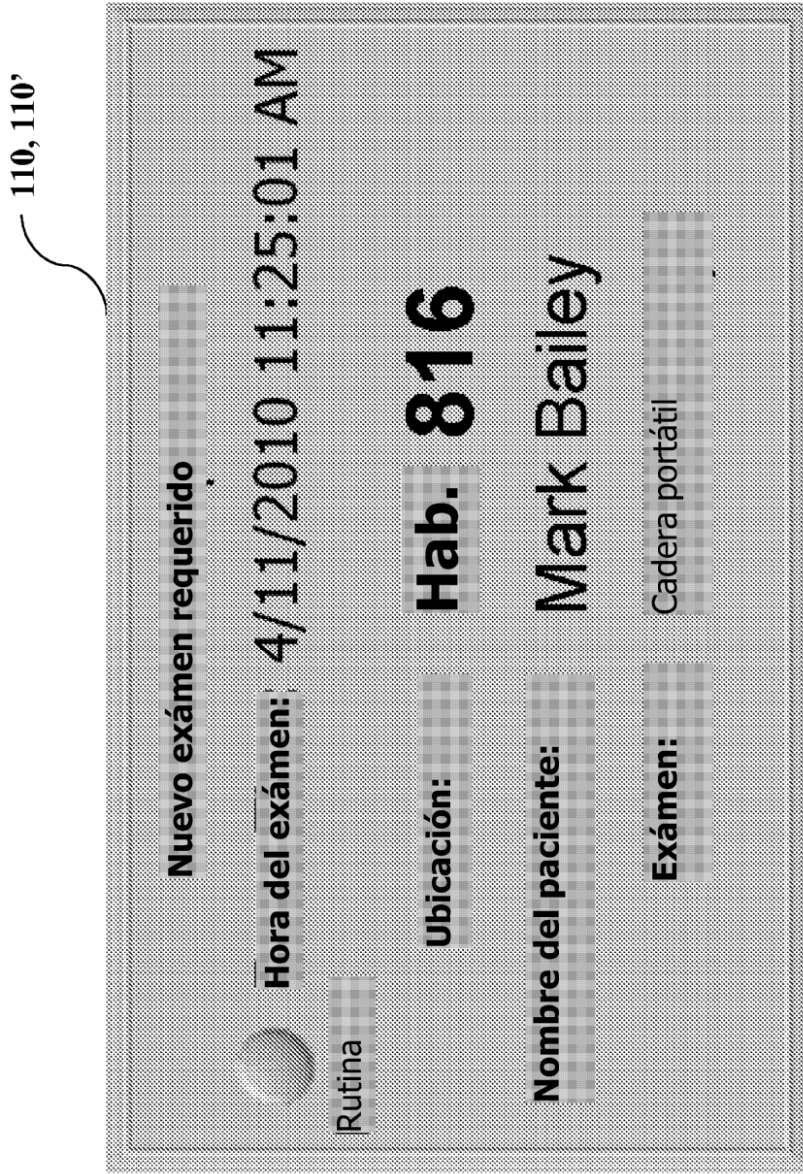 110, 110’
Nuevo exámen requerido
Hora del exámen: 4/11/2010 11:25:01 AM
Rutina
Ubicación: Hab. 816
Nombre del paciente: Mark Bailey
Exámen: Cadera portátil